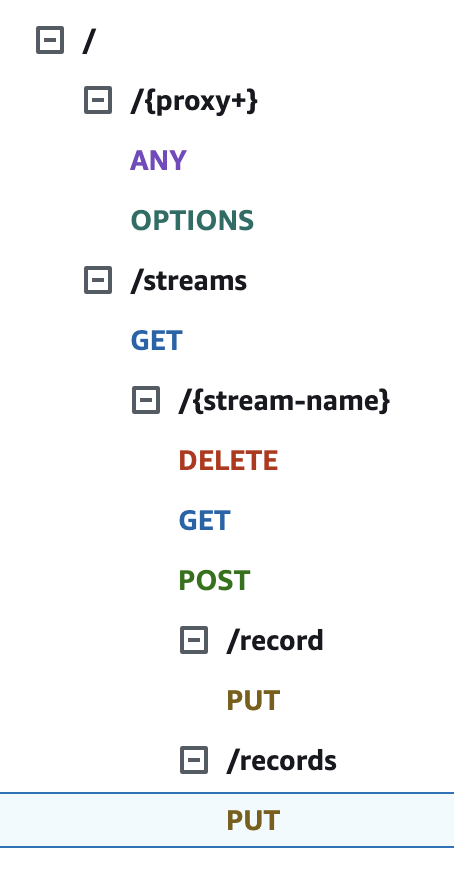 /
/{proxy+}
ANY
OPTIONS
/streams
GET
/{stream-name}
DELETE
GET
POST
/record
PUT
/records
PUT